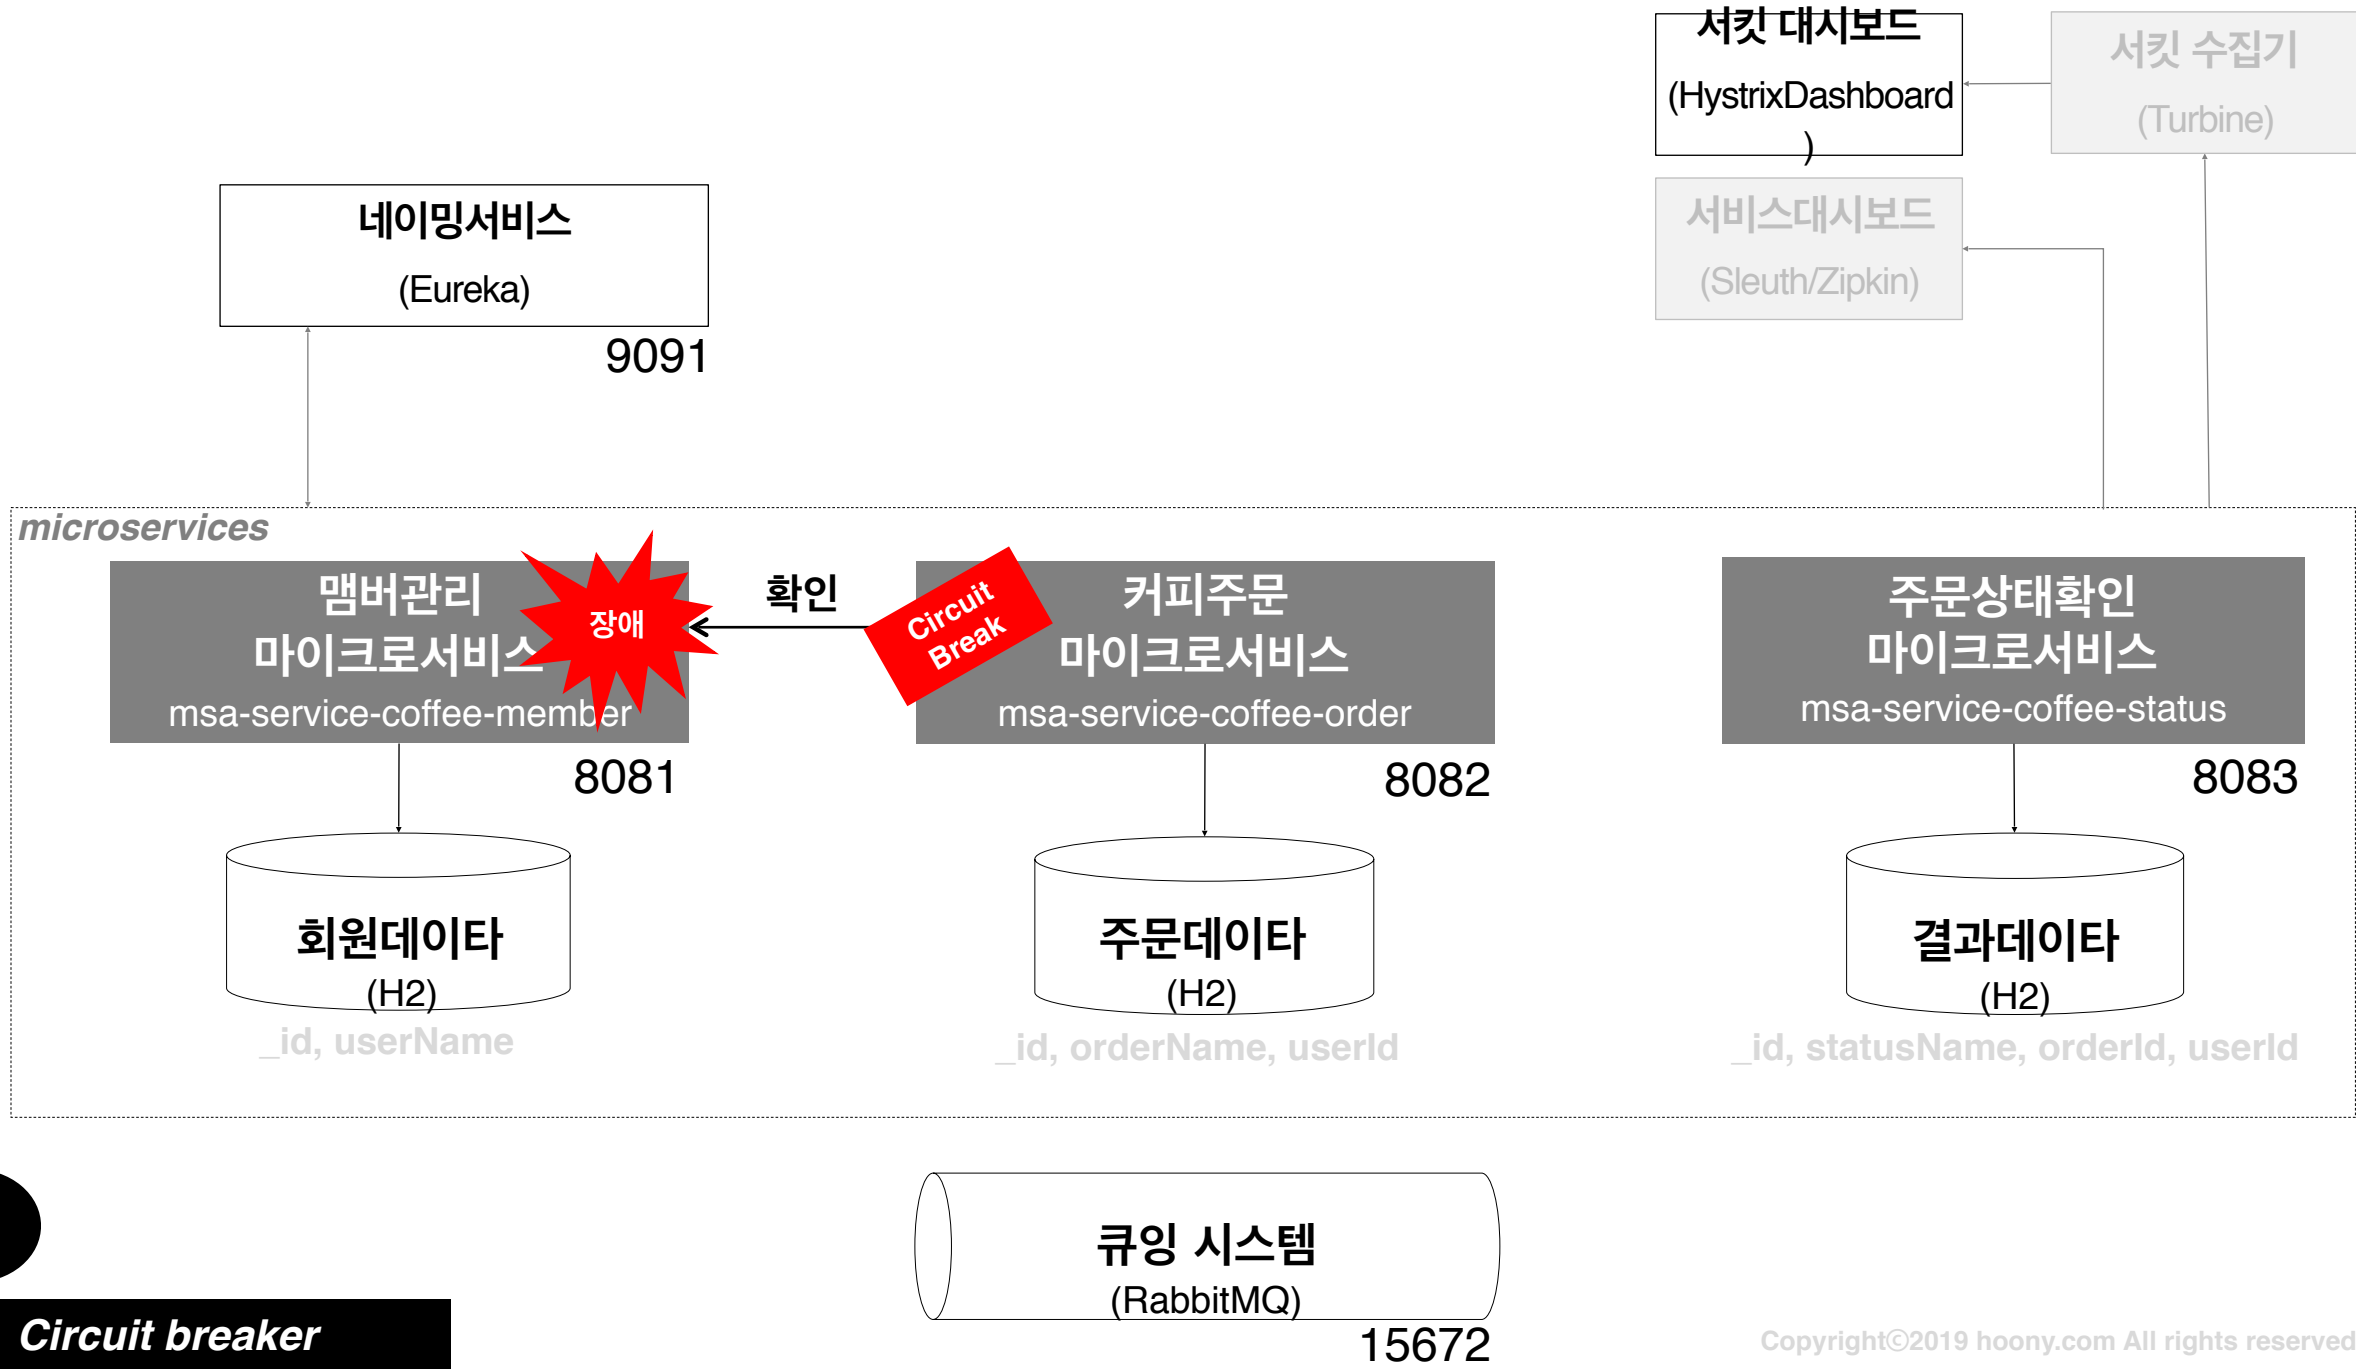 서킷 대시보드
(HystrixDashboard
)
서킷 수집기
(Turbine)
네이밍서비스
(Eureka)
9091
서비스대시보드
(Sleuth/Zipkin)
microservices
맴버관리
마이크로서비스
msa-service-coffee-member
장애
8081
확인
Circuit
Break
커피주문
마이크로서비스
msa-service-coffee-order
8082
주문상태확인
마이크로서비스
msa-service-coffee-status
8083
회원데이타
(H2)
_id, userName
주문데이타
(H2)
_id, orderName, userId
결과데이타
(H2)
_id, statusName, orderId, userId
큐잉 시스템
(RabbitMQ)
15672
Circuit breaker
Copyright©2019 hoony.com All rights reserved